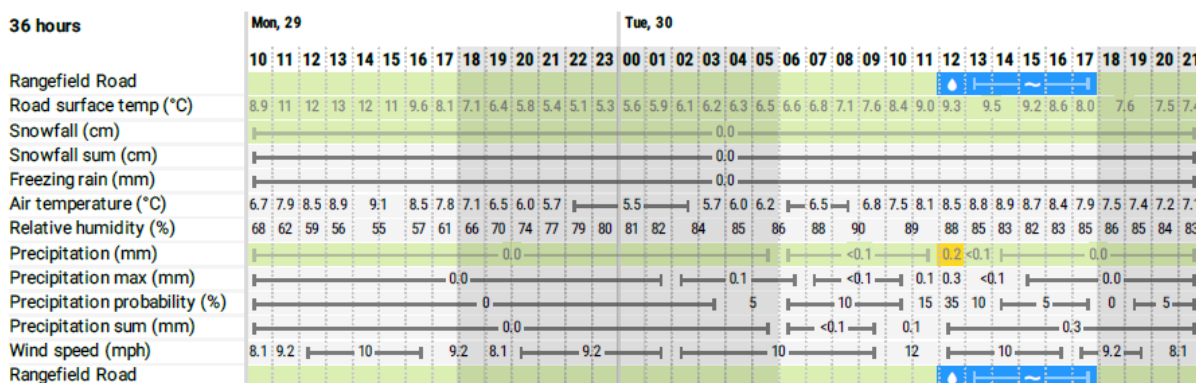 36 hours Mon, 29 Tue, 30
10 11 12 13 14 15 16 17 18 19 20 21 22 23 00 01 02 03 04 05 06 07 08 09 10 11 12 13 14 15 16 17 18 19 20 21
Rangefield Road
Road surface temp (°C) 8.9 11 12 13 12 11 9.6 8.1 7.1 6.4 5.8 5.4 5.1 5.3 5.6 5.9 6.1 6.2 6.3 6.5 6.6 6.8 7.1 7.6 8.4 9.0 9.3 9.5 9.2 8.6 8.0 7.6 7.5 7.4
Snowfall (cm) 0.0
Snowfall sum (cm) 0.0
Freezing rain (mm) 0.0
Air temperature (°C) 6.7 7.9 8.5 8.9 9.1 8.5 7.8 7.1 6.5 6.0 5.7 5.5 5.7 6.0 6.2 6.5 6.8 7.5 8.1 8.5 8.8 8.9 8.7 8.4 7.9 7.5 7.4 7.2 7.1
Relative humidity (%) 68 62 59 56 55 57 61 66 70 74 77 79 80 81 82 84 85 86 88 90 89 88 85 83 82 83 85 86 85 84 83
Precipitation (mm) 0.0 <0.1 0.2 <0.1 0.0
Precipitation max (mm) 0.0 0.1 <0.1 0.1 0.3 <0.1 0.0
Precipitation probability (%) 0 5 10 15 35 10 5 0 5
Precipitation sum (mm) 0.0 <0.1 0.1 0.3
Wind speed (mph) 8.1 9.2 10 9.2 8.1 9.2 10 12 10 9.2 8.1
Rangefield Road